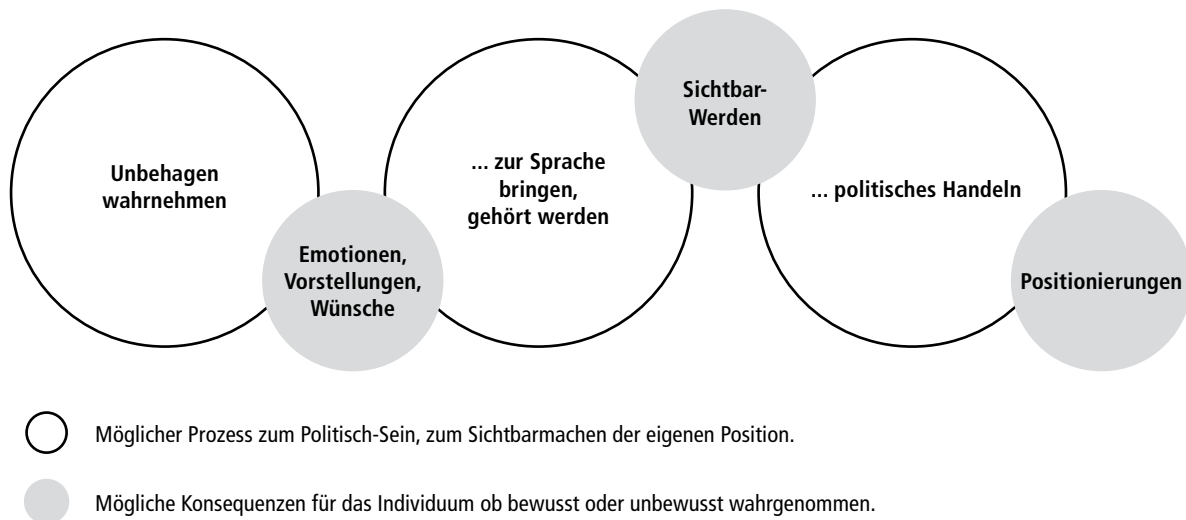 Unbehagen
wahrnehmen
Emotionen,
Vorstellungen,
Wünsche
... zur Sprache
bringen,
gehört werden
Sichtbar-
Werden
... politisches Handeln
Positionierungen
Möglicher Prozess zum Politisch-Sein, zum Sichtbarmachen der eigenen Position.
Mögliche Konsequenzen für das Individuum ob bewusst oder unbewusst wahrgenommen.